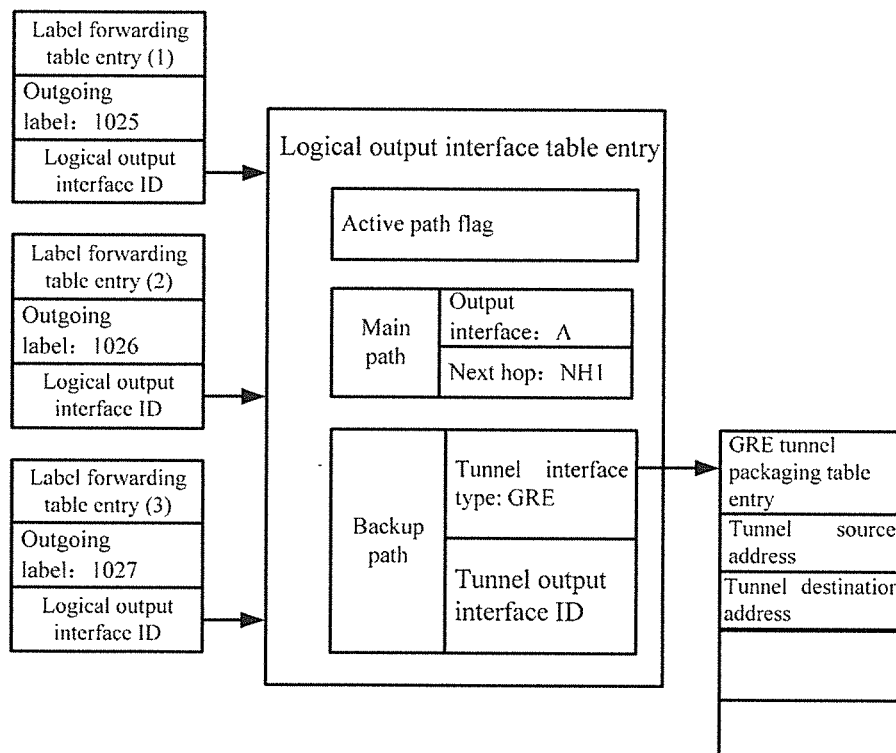 Label forwarding
table entry (1)
Outgoing
label: 1025
Logical output
interface ID
Label forwarding
table entry (2)
Outgoing
label: 1026
Logical output
interface ID
Label forwarding
table entry (3)
Outgoing
label: 1027
Logical output
interface ID
Logical output interface table entry
Active path flag
Main
path
Output
interface: A
Next hop: NH1
Backup
path
Tunnel interface
type: GRE
Tunnel output
interface ID
GRE tunnel
packaging table
entry
Tunnel source
address
Tunnel destination
address